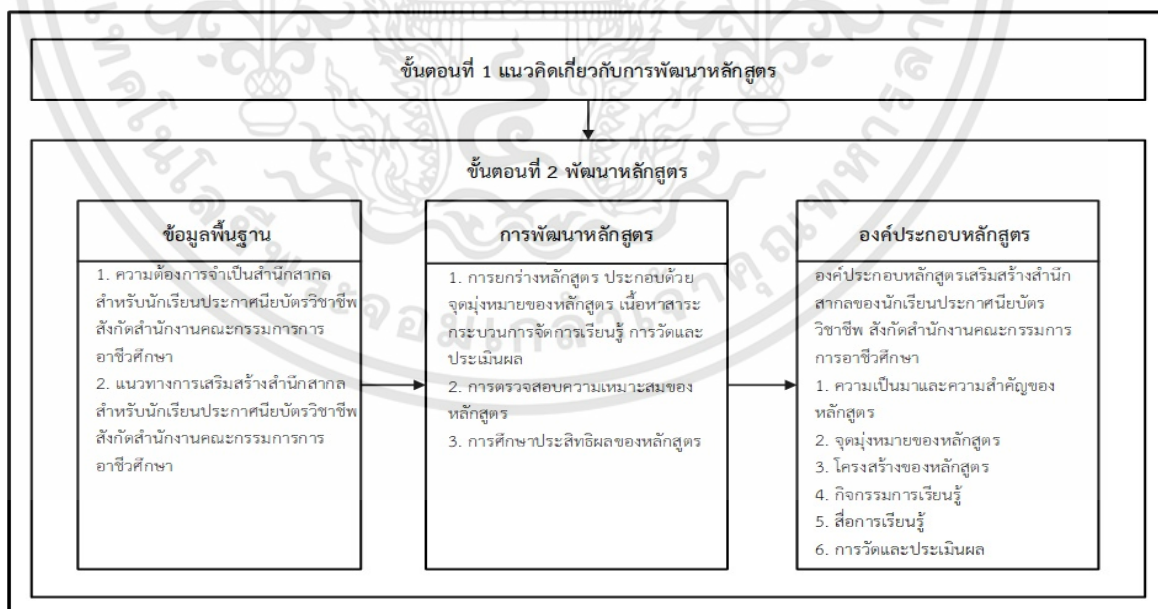 ขั้นตอนที่ 1 แนวคิดเกี่ยวกับการพัฒนาหลักสูตร
ขั้นตอนที่ 2 พัฒนาหลักสูตร
ข้อมูลพื้นฐาน
1. ความต้องการจำเป็นสำนึกสากล
สำหรับนักเรียนประกาศนียบัตรวิชาชีพ
สังกัดสำนักงานคณะกรรมการการ
อาชีวศึกษา
2. แนวทางการเสริมสร้างสำนึกสากล
สำหรับนักเรียนประกาศนียบัตรวิชาชีพ
สังกัดสำนักงานคณะกรรมการการ
อาชีวศึกษา
การพัฒนาหลักสูตร
1. การยกร่างหลักสูตร ประกอบด้วย
จุดมุ่งหมายของหลักสูตร เนื้อหาสาระ
กระบวนการจัดการเรียนรู้ การวัดและ
ประเมินผล
2. การตรวจสอบความเหมาะสมของ
หลักสูตร
3. การศึกษาประสิทธิผลของหลักสูตร
องค์ประกอบหลักสูตร
องค์ประกอบหลักสูตรเสริมสร้างสำนึก
สากลของนักเรียนประกาศนียบัตร
วิชาชีพ สังกัดสำนักงานคณะกรรมการ
การอาชีวศึกษา
1. ความเป็นมาและความสำคัญของ
หลักสูตร
2. จุดมุ่งหมายของหลักสูตร
3. โครงสร้างของหลักสูตร
4. กิจกรรมการเรียนรู้
5. สื่อการเรียนรู้
6. การวัดและประเมินผล